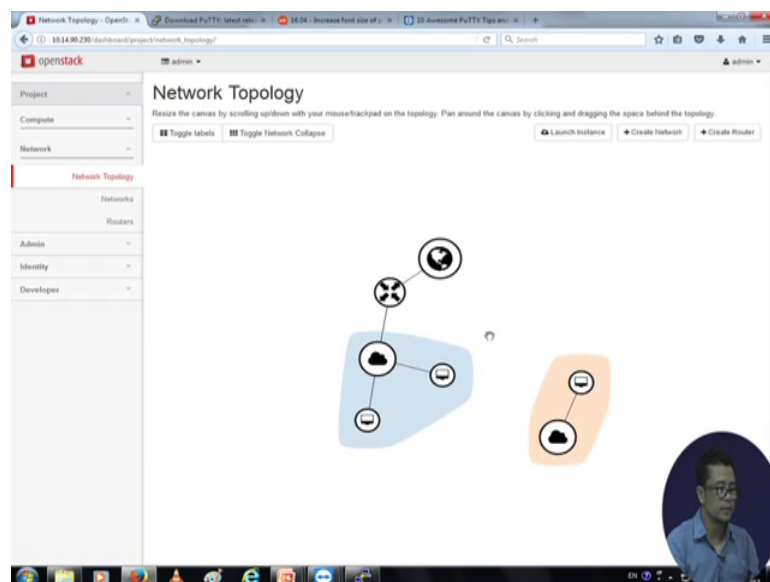 Network Topology - OpenSt
Download PuTTY: latest rele
16.04 - Increase font size of p
10 Awesome PuTTY Tips and
10.14.90.230/dashboard/project/network_topology/
Search
openstack
admin
admin
Project
Compute
Network
Network Topology
Networks
Routers
Admin
Identity
Developer
Network Topology
Resize the canvas by scrolling up/down with your mouse/trackpad on the topology. Pan around the canvas by clicking and dragging the space behind the topology.
Toggle labels
Toggle Network Collapse
Launch Instance
+ Create Network
+ Create Router
EN